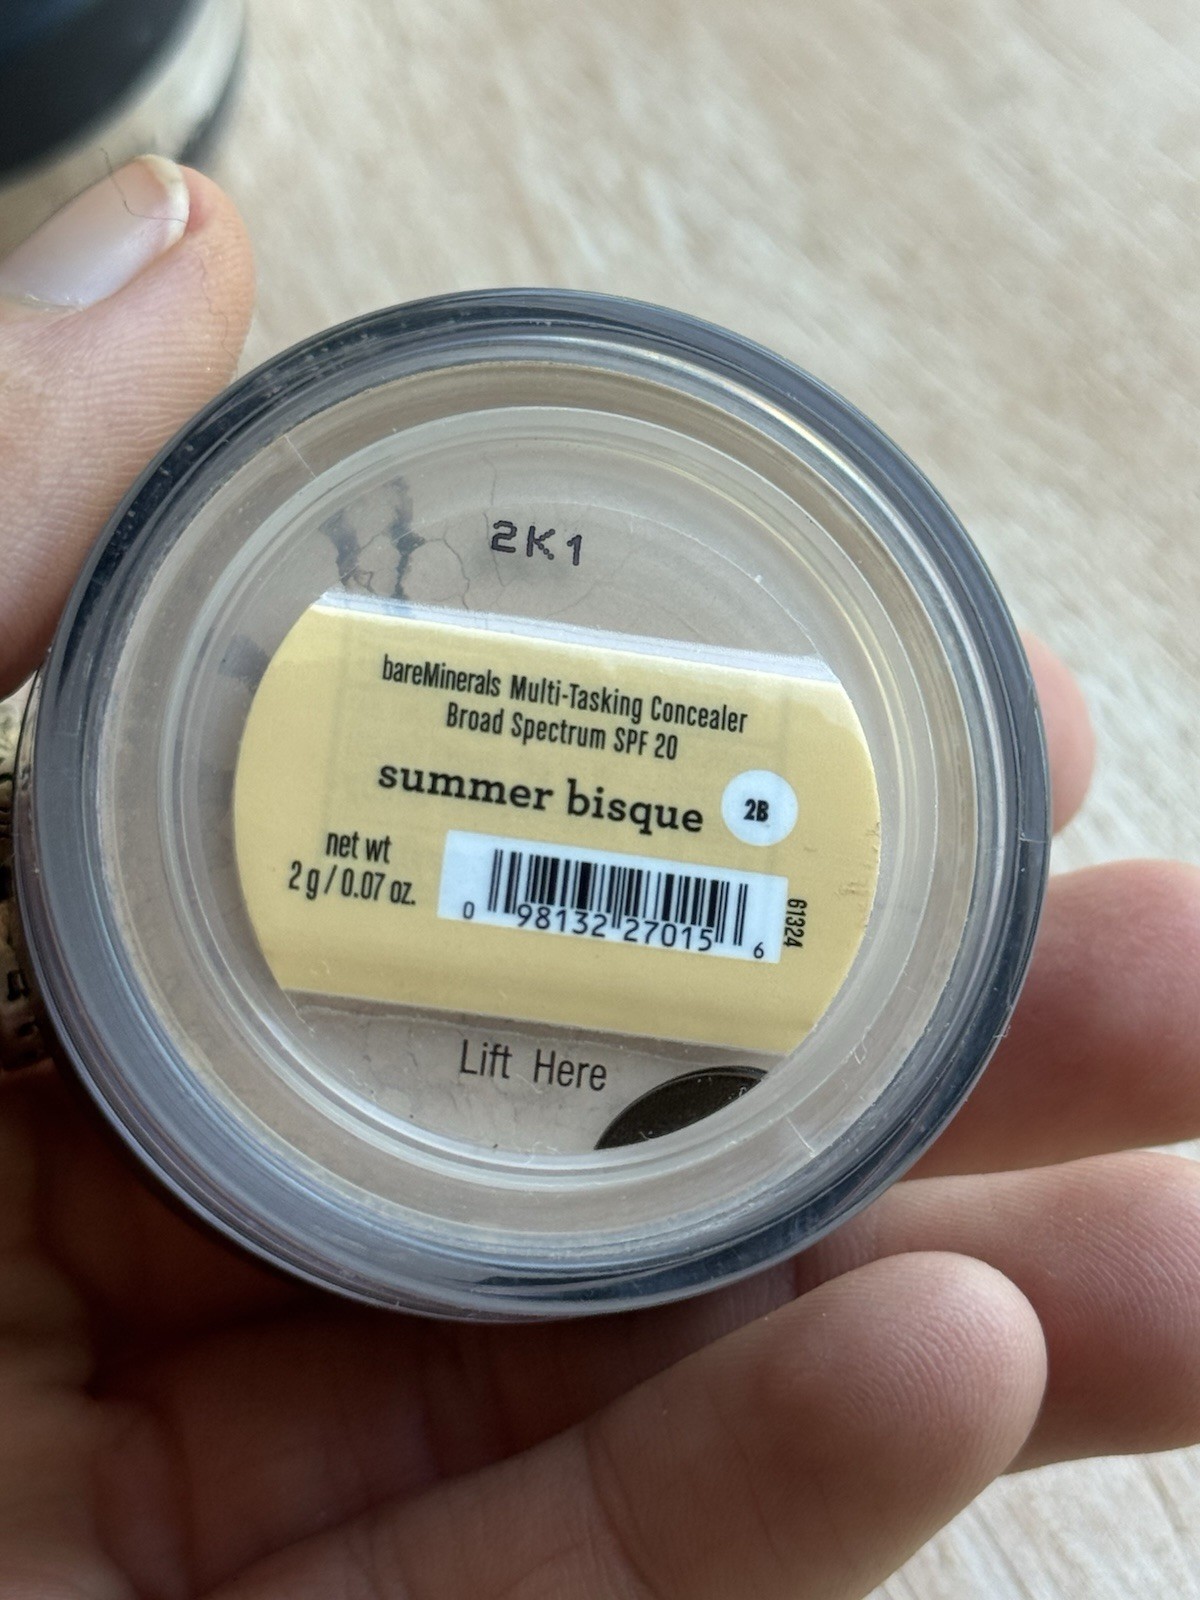 2K1
bareMinerals Multi-Tasking Concealer
Broad Spectrum SPF 20
summer bisque 2B
net wt
2 g / 0.07 oz.
0 98132 27015 6
61324
Lift Here